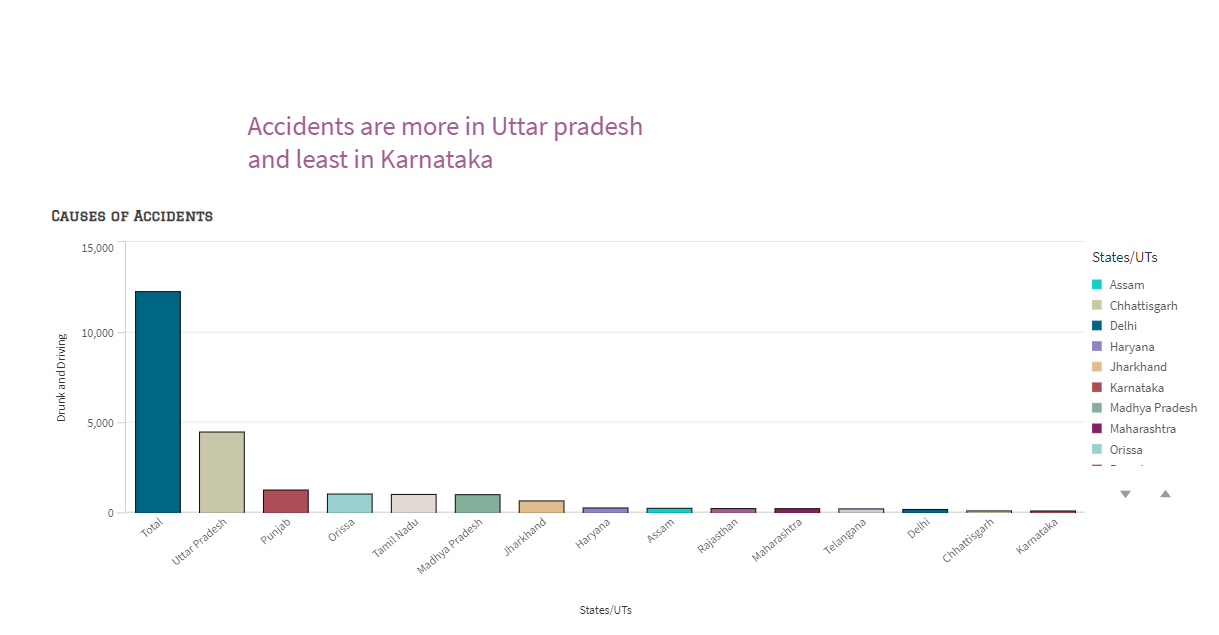 Accidents are more in Uttar pradesh
and least in Karnataka
Causes of Accidents
15,000
10,000
5,000
0
Drunk and Driving
Total
Uttar Pradesh
Punjab
Orissa
Tamil Nadu
Madhya Pradesh
Jharkhand
Haryana
Assam
Rajasthan
Maharashtra
Telangana
Delhi
Chhattisgarh
Karnataka
States/UTs
States/UTs
Assam
Chhattisgarh
Delhi
Haryana
Jharkhand
Karnataka
Madhya Pradesh
Maharashtra
Orissa